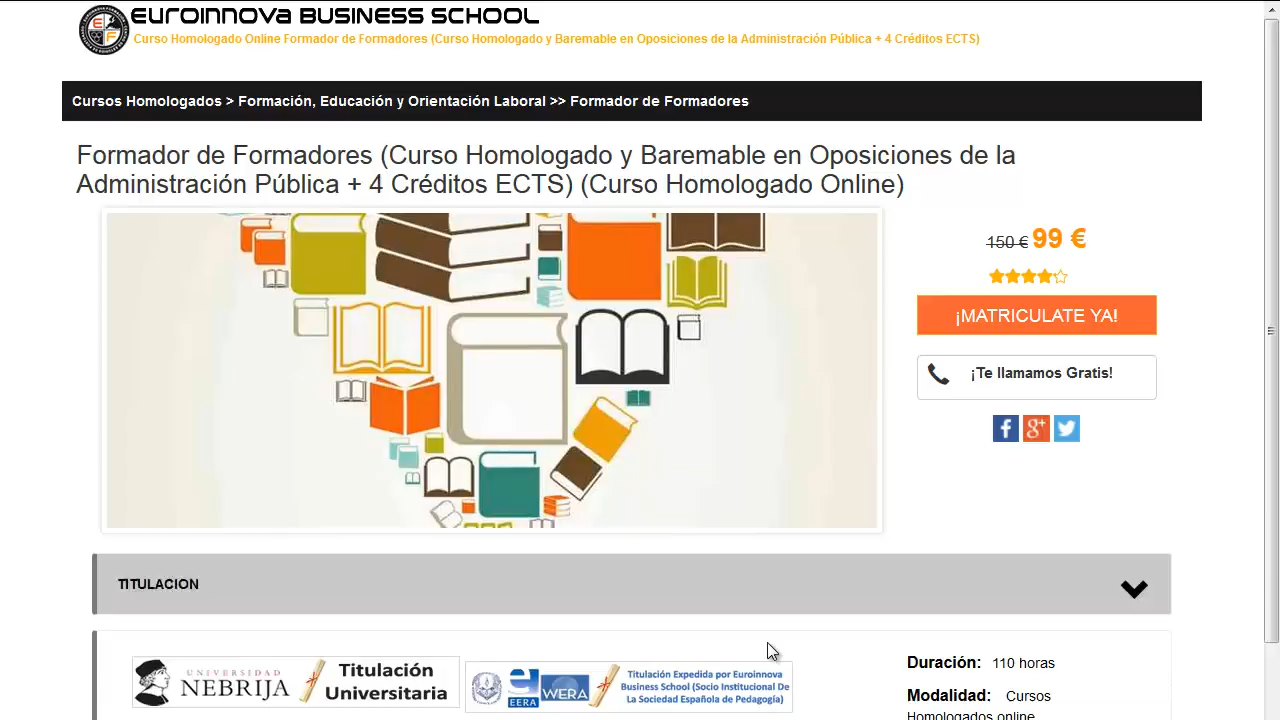 EUROINNOVA BUSINESS SCHOOL
Curso Homologado Online Formador de Formadores (Curso Homologado y Baremable en Oposiciones de la Administración Pública + 4 Créditos ECTS)
Cursos Homologados > Formación, Educación y Orientación Laboral >> Formador de Formadores
Formador de Formadores (Curso Homologado y Baremable en Oposiciones de la
Administración Pública + 4 Créditos ECTS) (Curso Homologado Online)
150 € 99 €
¡MATRICULATE YA!
¡Te llamamos Gratis!
TITULACION
UNIVERSIDAD
NEBRIJA
Titulación
Universitaria
EERA
WERA
Titulación Expedida por Euroinnova
Business School (Socio Institucional De
La Sociedad Española de Pedagogía)
Duración: 110 horas
Modalidad: Cursos
Homologados online